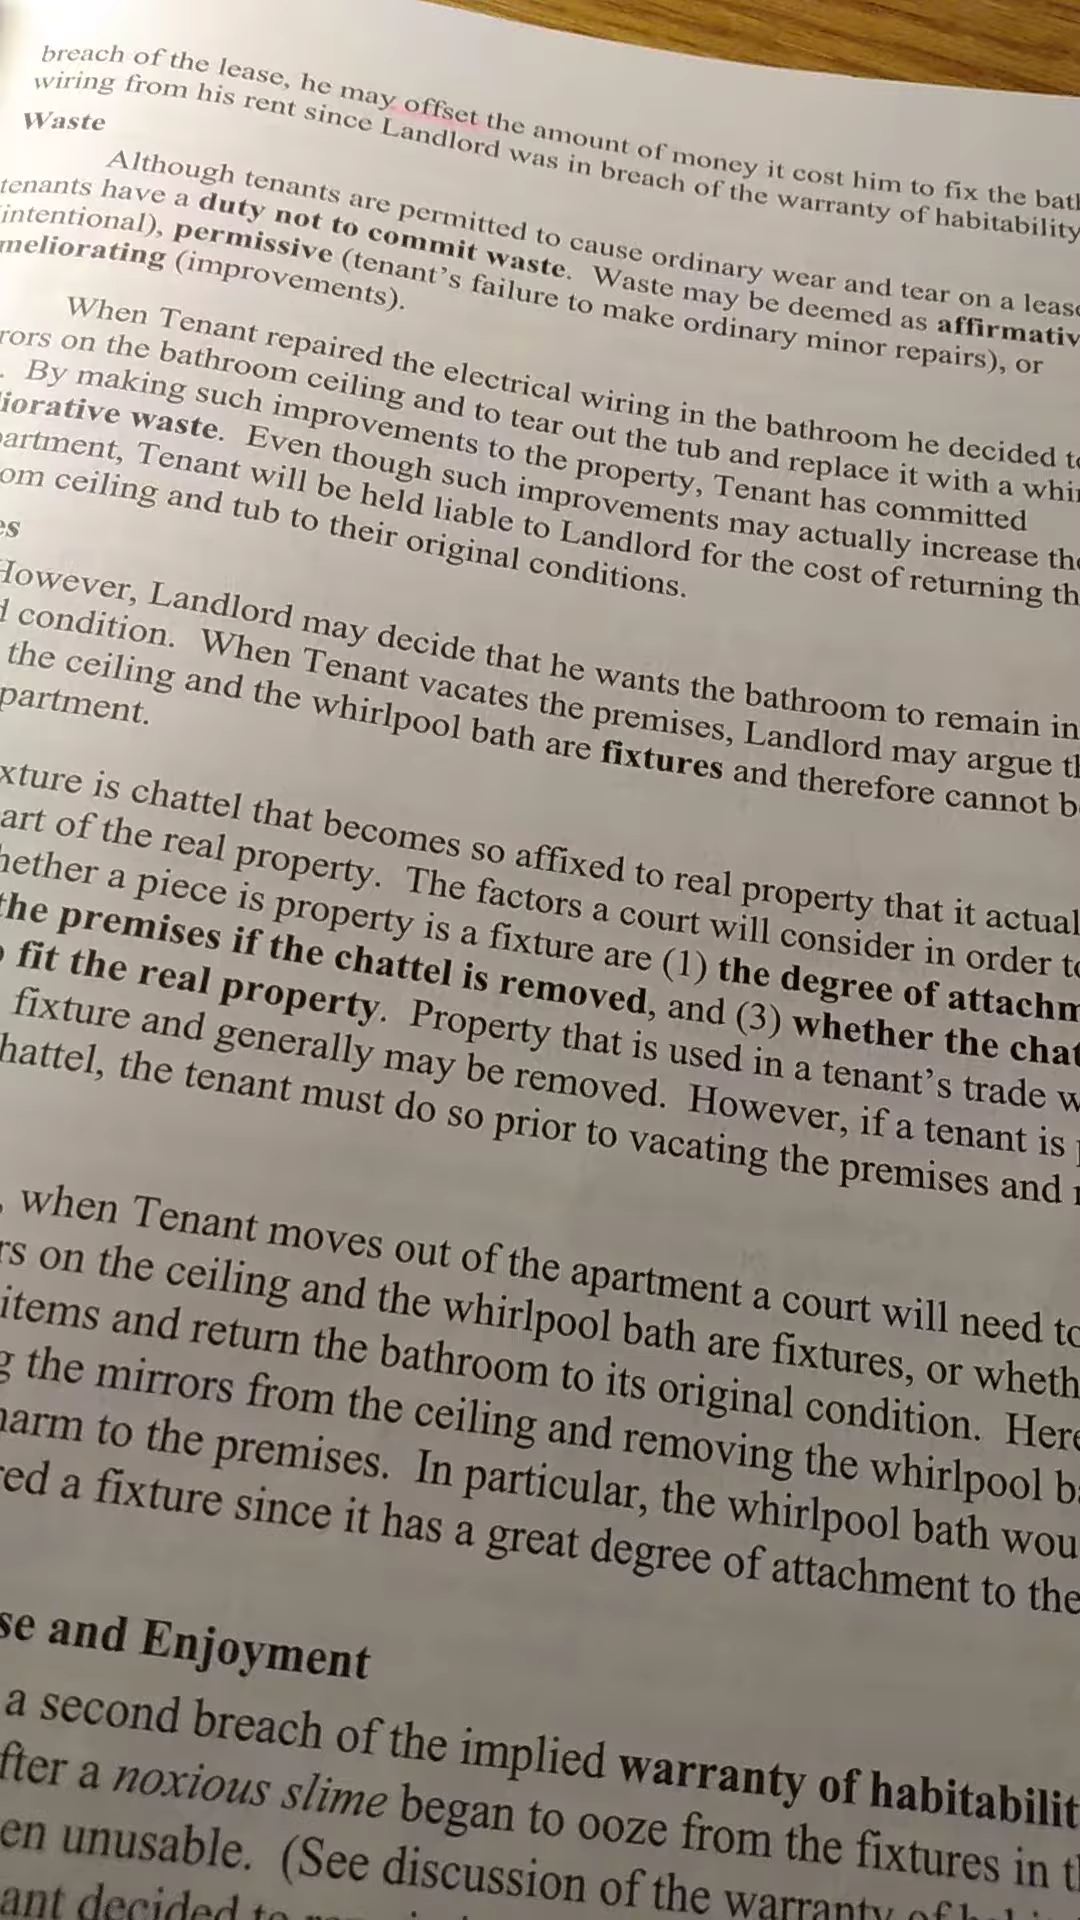 breach of the lease, he may offset the amount of money it cost him to fix the
wiring from his rent since Landlord was in breach of the warranty of habitability
Waste
Although tenants are permitted to cause ordinary wear and tear on a
tenants have a duty not to commit waste. Waste may be deemed as
intentional), permissive (tenant's failure to make ordinary minor repairs), or
meliorating (improvements).
When Tenant repaired the electrical wiring in the bathroom he decided
on the bathroom ceiling and to tear out the tub and replace it with a
By making such improvements to the property, Tenant has committed
waste. Even though such improvements may actually increase
Tenant will be held liable to Landlord for the cost of returning
ceiling and tub to their original conditions.
However, Landlord may decide that he wants the bathroom to remain in
condition. When Tenant vacates the premises, Landlord may argue
the ceiling and the whirlpool bath are fixtures and therefore cannot
partment.
xture is chattel that becomes so affixed to real property that it
art of the real property. The factors a court will consider in order
hether a piece is property is a fixture are (1) the degree of
the premises if the chattel is removed, and (3) whether the
fit the real property. Property that is used in a tenant's trade
fixture and generally may be removed. However, if a tenant is
hattel, the tenant must do so prior to vacating the premises and
, when Tenant moves out of the apartment a court will need
rs on the ceiling and the whirlpool bath are fixtures, or
items and return the bathroom to its original condition.
the mirrors from the ceiling and removing the whirlpool
harm to the premises. In particular, the whirlpool bath
ed a fixture since it has a great degree of attachment to the
se and Enjoyment
a second breach of the implied warranty of habitabilit
fter a noxious slime began to ooze from the fixtures in
en unusable. (See discussion of the warranty of
ant decided